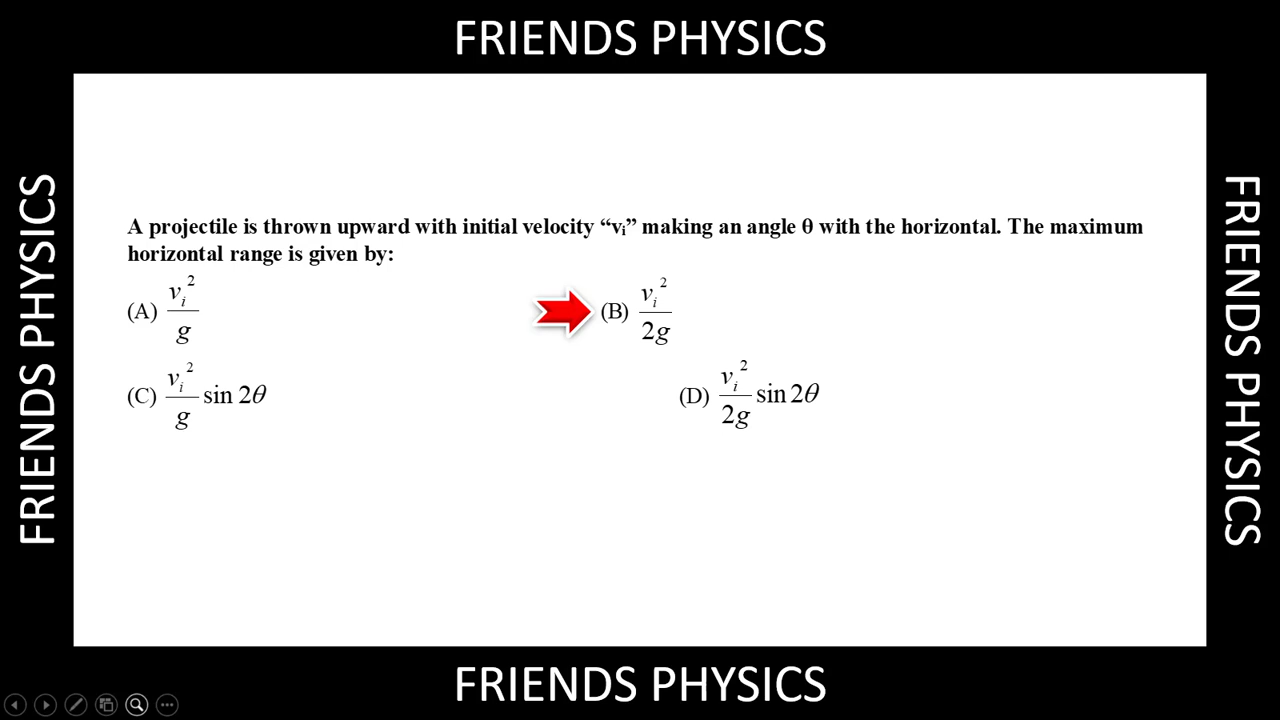 FRIENDS PHYSICS
FRIENDS PHYSICS
FRIENDS PHYSICS
A projectile is thrown upward with initial velocity “vᵢ” making an angle θ with the horizontal. The maximum
horizontal range is given by:
(A) vᵢ²/g (B) vᵢ²/2g
(C) vᵢ²/g sin 2θ (D) vᵢ²/2g sin 2θ
FRIENDS PHYSICS